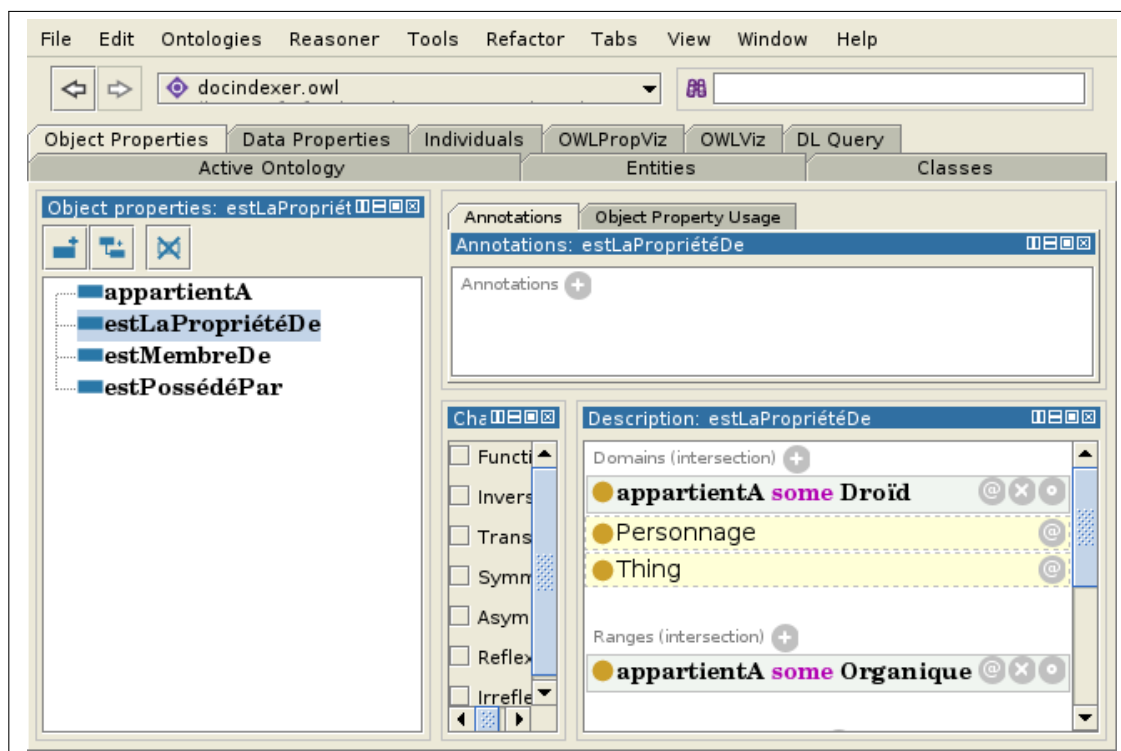 File Edit Ontologies Reasoner Tools Refactor Tabs View Window Help
docindexer.owl
Object Properties Data Properties Individuals OWLPropViz OWLViz DL Query
Active Ontology Entities Classes
Object properties: estLaPropriét
appartientA
estLaPropriétéDe
estMembreDe
estPossédéPar
Annotations Object Property Usage
Annotations: estLaPropriétéDe
Annotations
Cha
Functi
Invers
Trans
Symm
Asym
Reflex
Irrefle
Description: estLaPropriétéDe
Domains (intersection)
appartientA some Droïd
Personnage
Thing
Ranges (intersection)
appartientA some Organique